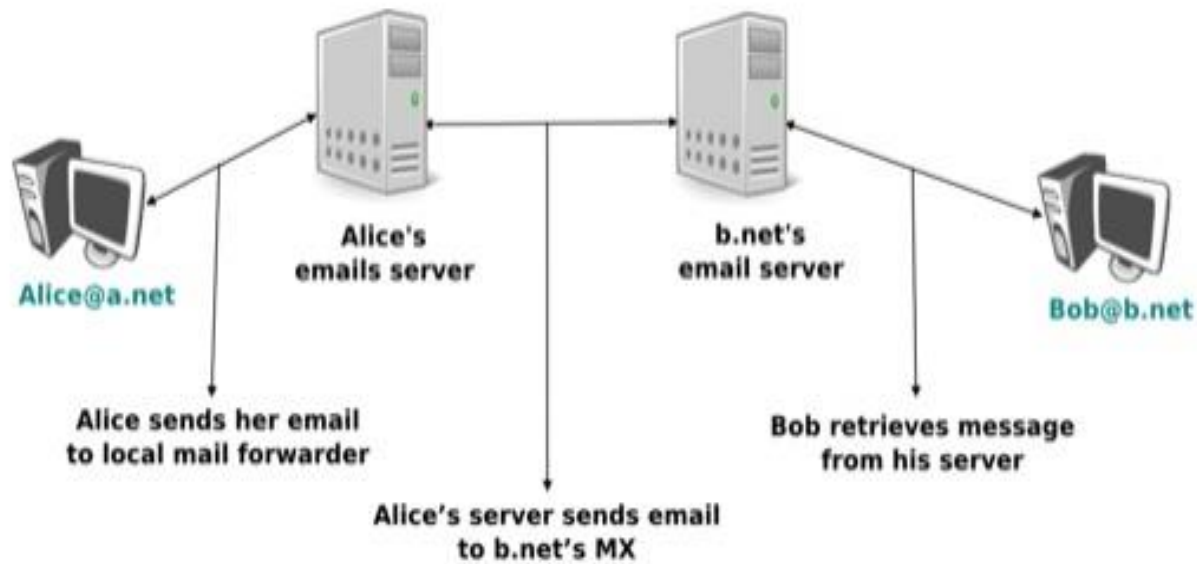 Alice's
emails server
b.net's
email server
Alice@a.net
Bob@b.net
Alice sends her email
to local mail forwarder
Bob retrieves message
from his server
Alice’s server sends email
to b.net’s MX